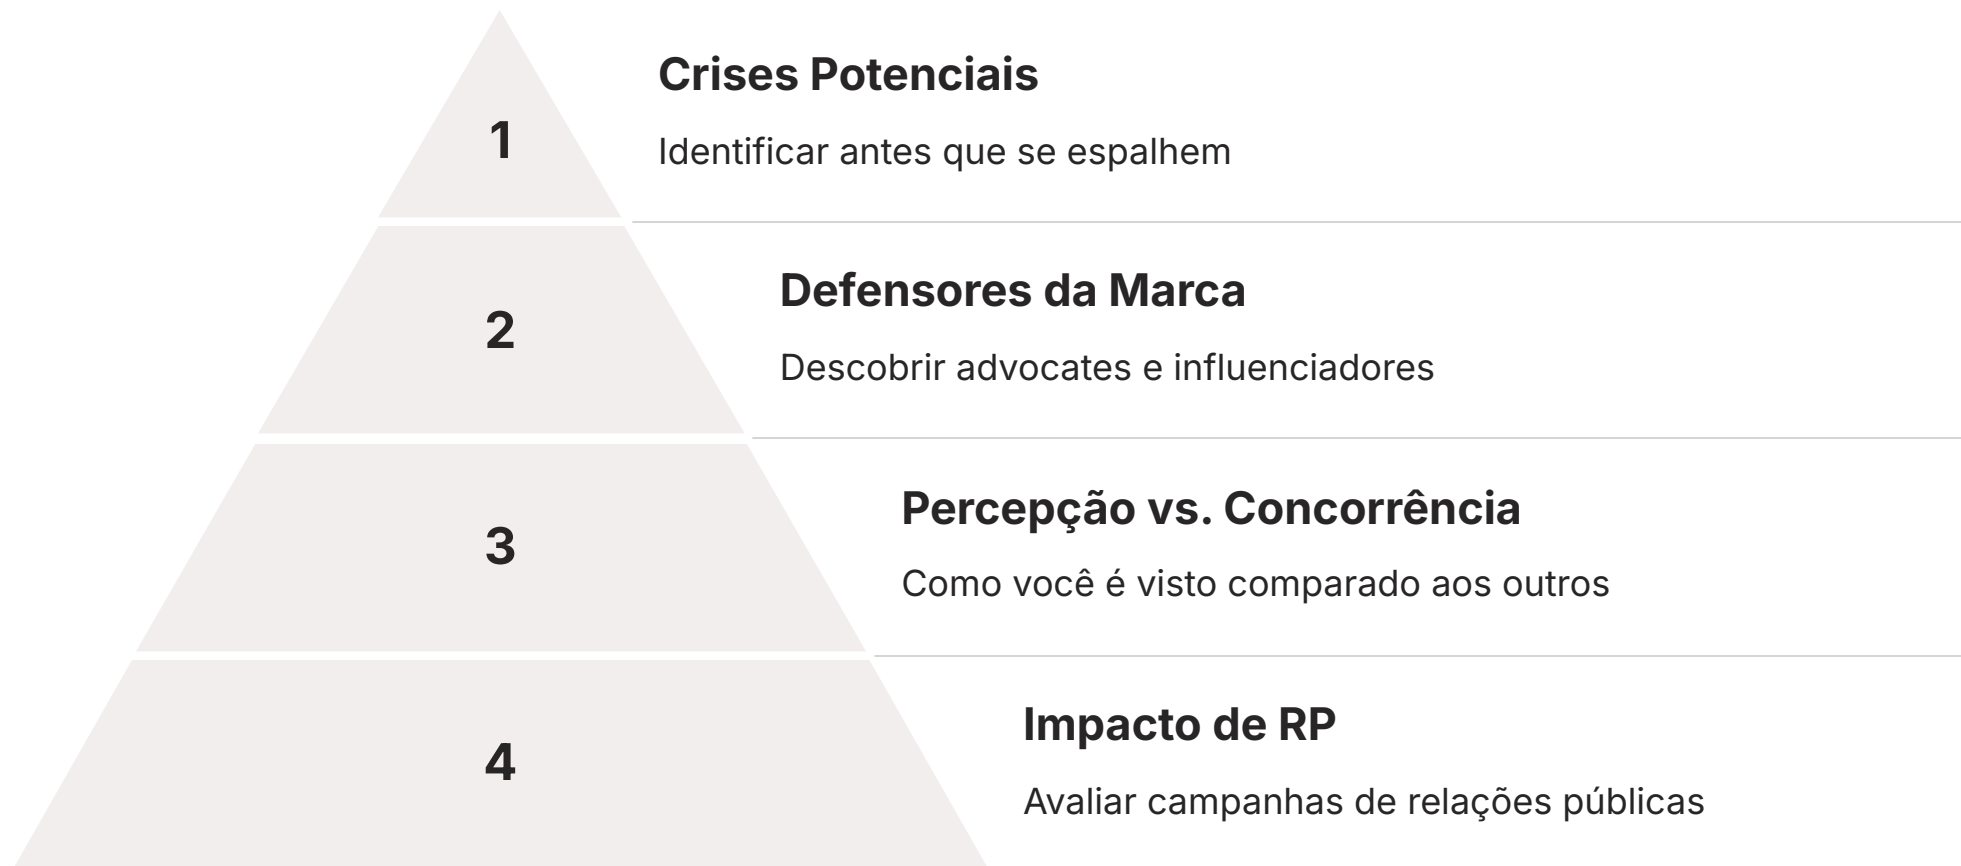 1
Crises Potenciais
Identificar antes que se espalhem
2
Defensores da Marca
Descobrir advocates e influenciadores
3
Percepção vs. Concorrência
Como você é visto comparado aos outros
4
Impacto de RP
Avaliar campanhas de relações públicas